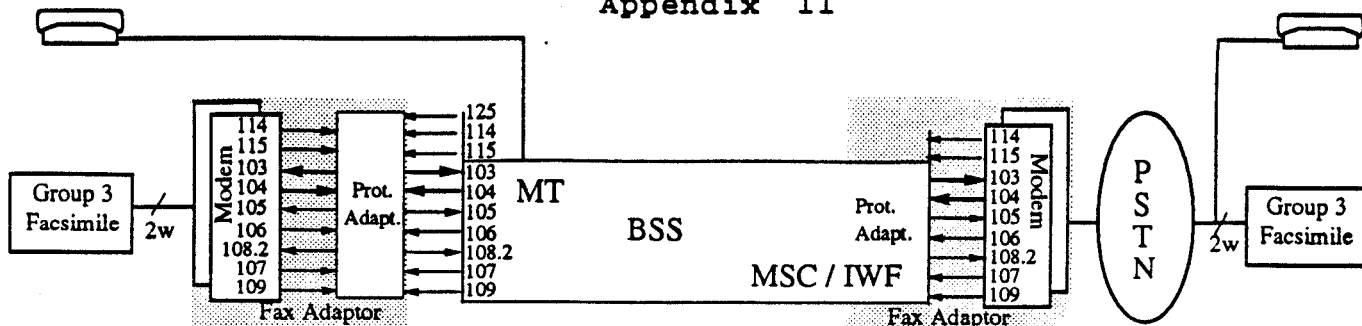 Appendix II
Group 3
Facsimile
2w
Modem
114
115
103
104
105
106
108.2
107
109
Fax Adaptor
Prot.
Adapt.
125
114
115
103
104
105
106
108.2
107
109
MT
BSS
MSC / IWF
Prot.
Adapt.
114
115
103
104
105
106
108.2
107
109
Modem
Fax Adaptor
PSTN
2w
Group 3
Facsimile